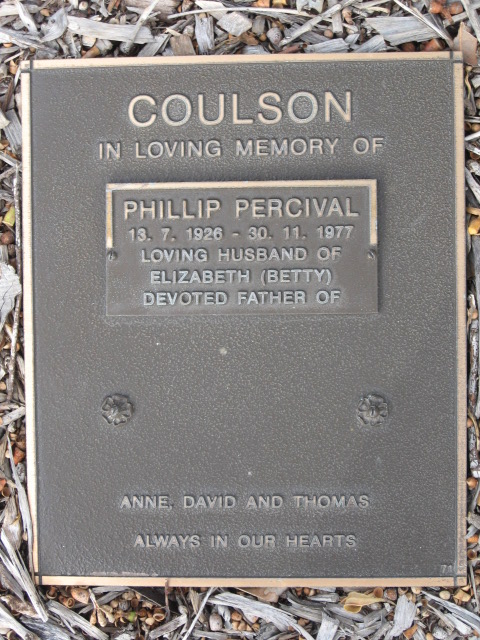 COULSON
IN LOVING MEMORY OF
PHILLIP PERCIVAL
13. 7. 1926 - 30. 11. 1977
LOVING HUSBAND OF
ELIZABETH (BETTY)
DEVOTED FATHER OF
ANNE, DAVID AND THOMAS
ALWAYS IN OUR HEARTS